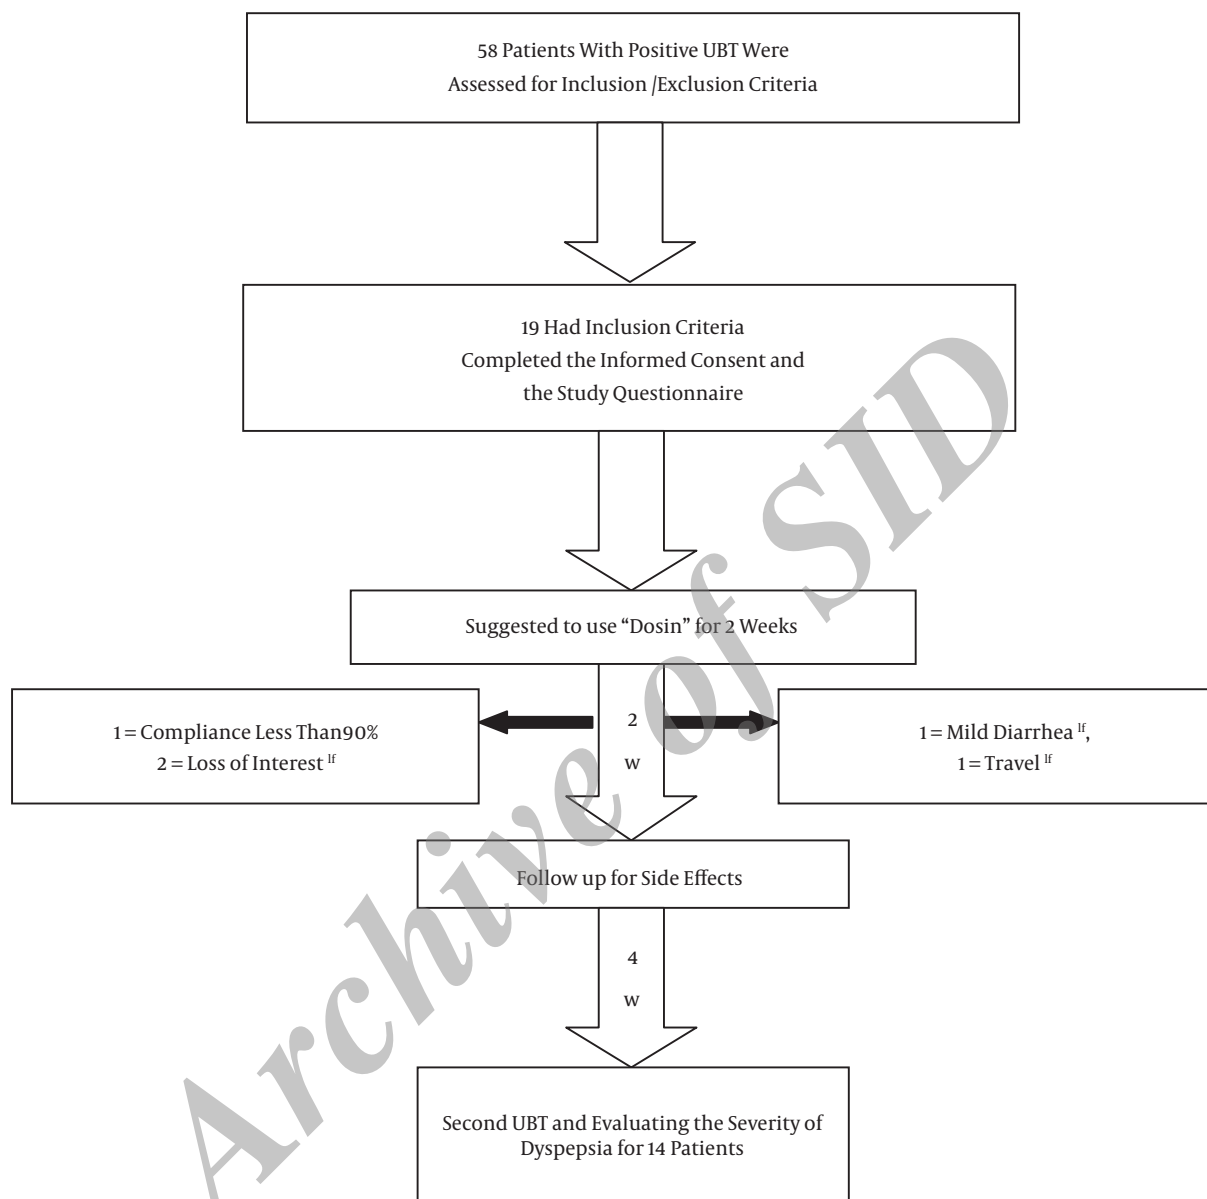 58 Patients With Positive UBT Were
Assessed for Inclusion /Exclusion Criteria
19 Had Inclusion Criteria
Completed the Informed Consent and
the Study Questionnaire
Suggested to use “Dosin” for 2 Weeks
1 = Compliance Less Than90%
2 = Loss of Interest lf
2
w
1 = Mild Diarrhea lf,
1 = Travel lf
Follow up for Side Effects
4
w
Second UBT and Evaluating the Severity of
Dyspepsia for 14 Patients
Archive of SID